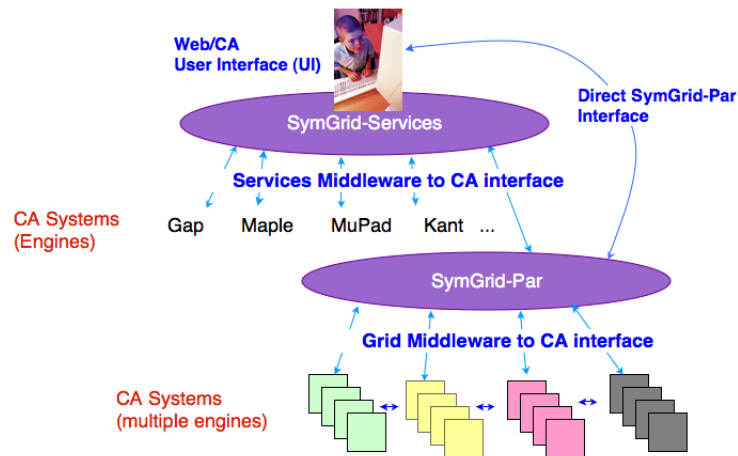 Web/CA
User Interface (UI)
Direct SymGrid-Par
Interface
SymGrid-Services
Services Middleware to CA interface
CA Systems
(Engines)
Gap Maple MuPad Kant ...
SymGrid-Par
Grid Middleware to CA interface
CA Systems
(multiple engines)